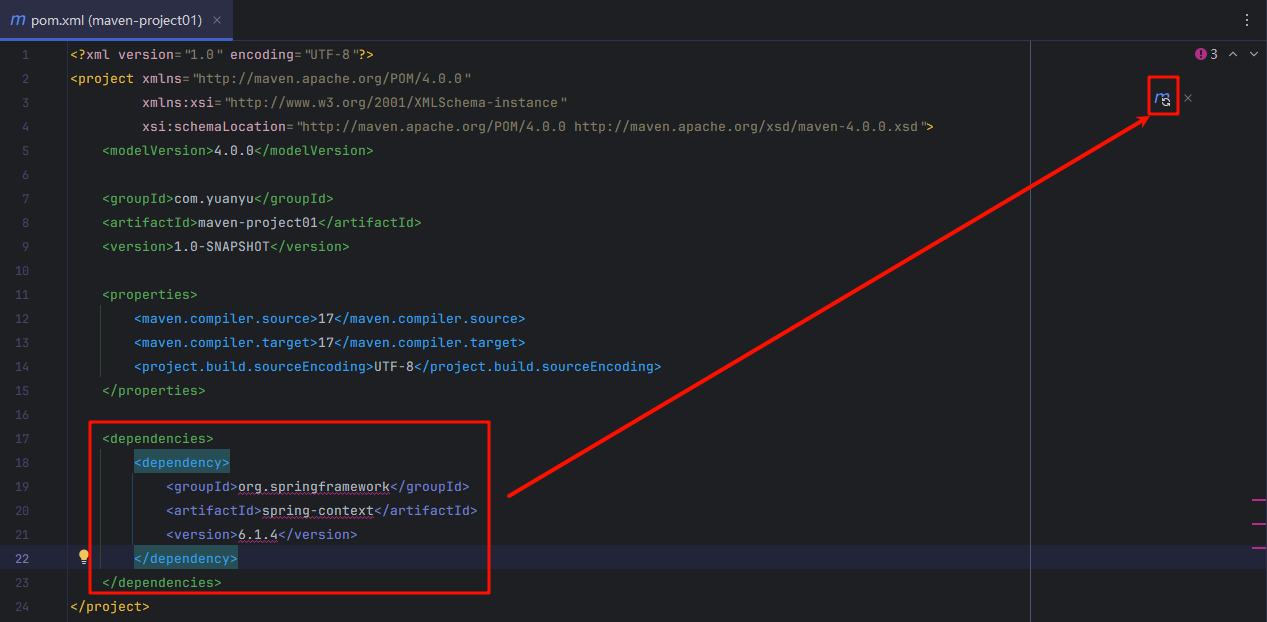 m pom.xml (maven-project01)
3
1 <?xml version="1.0" encoding="UTF-8"?>
2 <project xmlns="http://maven.apache.org/POM/4.0.0"
m
3 xmlns:xsi="http://www.w3.org/2001/XMLSchema-instance"
4 xsi:schemaLocation="http://maven.apache.org/POM/4.0.0 http://maven.apache.org/xsd/maven-4.0.0.xsd">
5 <modelVersion>4.0.0</modelVersion>
6
7 <groupId>com.yuanyu</groupId>
8 <artifactId>maven-project01</artifactId>
9 <version>1.0-SNAPSHOT</version>
10
11 <properties>
12 <maven.compiler.source>17</maven.compiler.source>
13 <maven.compiler.target>17</maven.compiler.target>
14 <project.build.sourceEncoding>UTF-8</project.build.sourceEncoding>
15 </properties>
16
17 <dependencies>
18 <dependency>
19 <groupId>org.springframework</groupId>
20 <artifactId>spring-context</artifactId>
21 <version>6.1.4</version>
22 </dependency>
23 </dependencies>
24 </project>